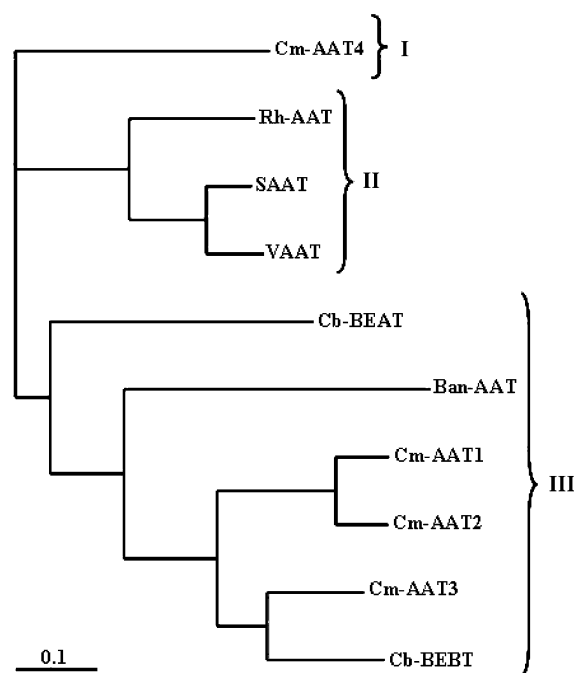 Cm-AAT4
I
Rh-AAT
SAAT
II
VAAT
Cb-BEAT
Ban-AAT
Cm-AAT1
III
Cm-AAT2
Cm-AAT3
0.1
Cb-BEBT